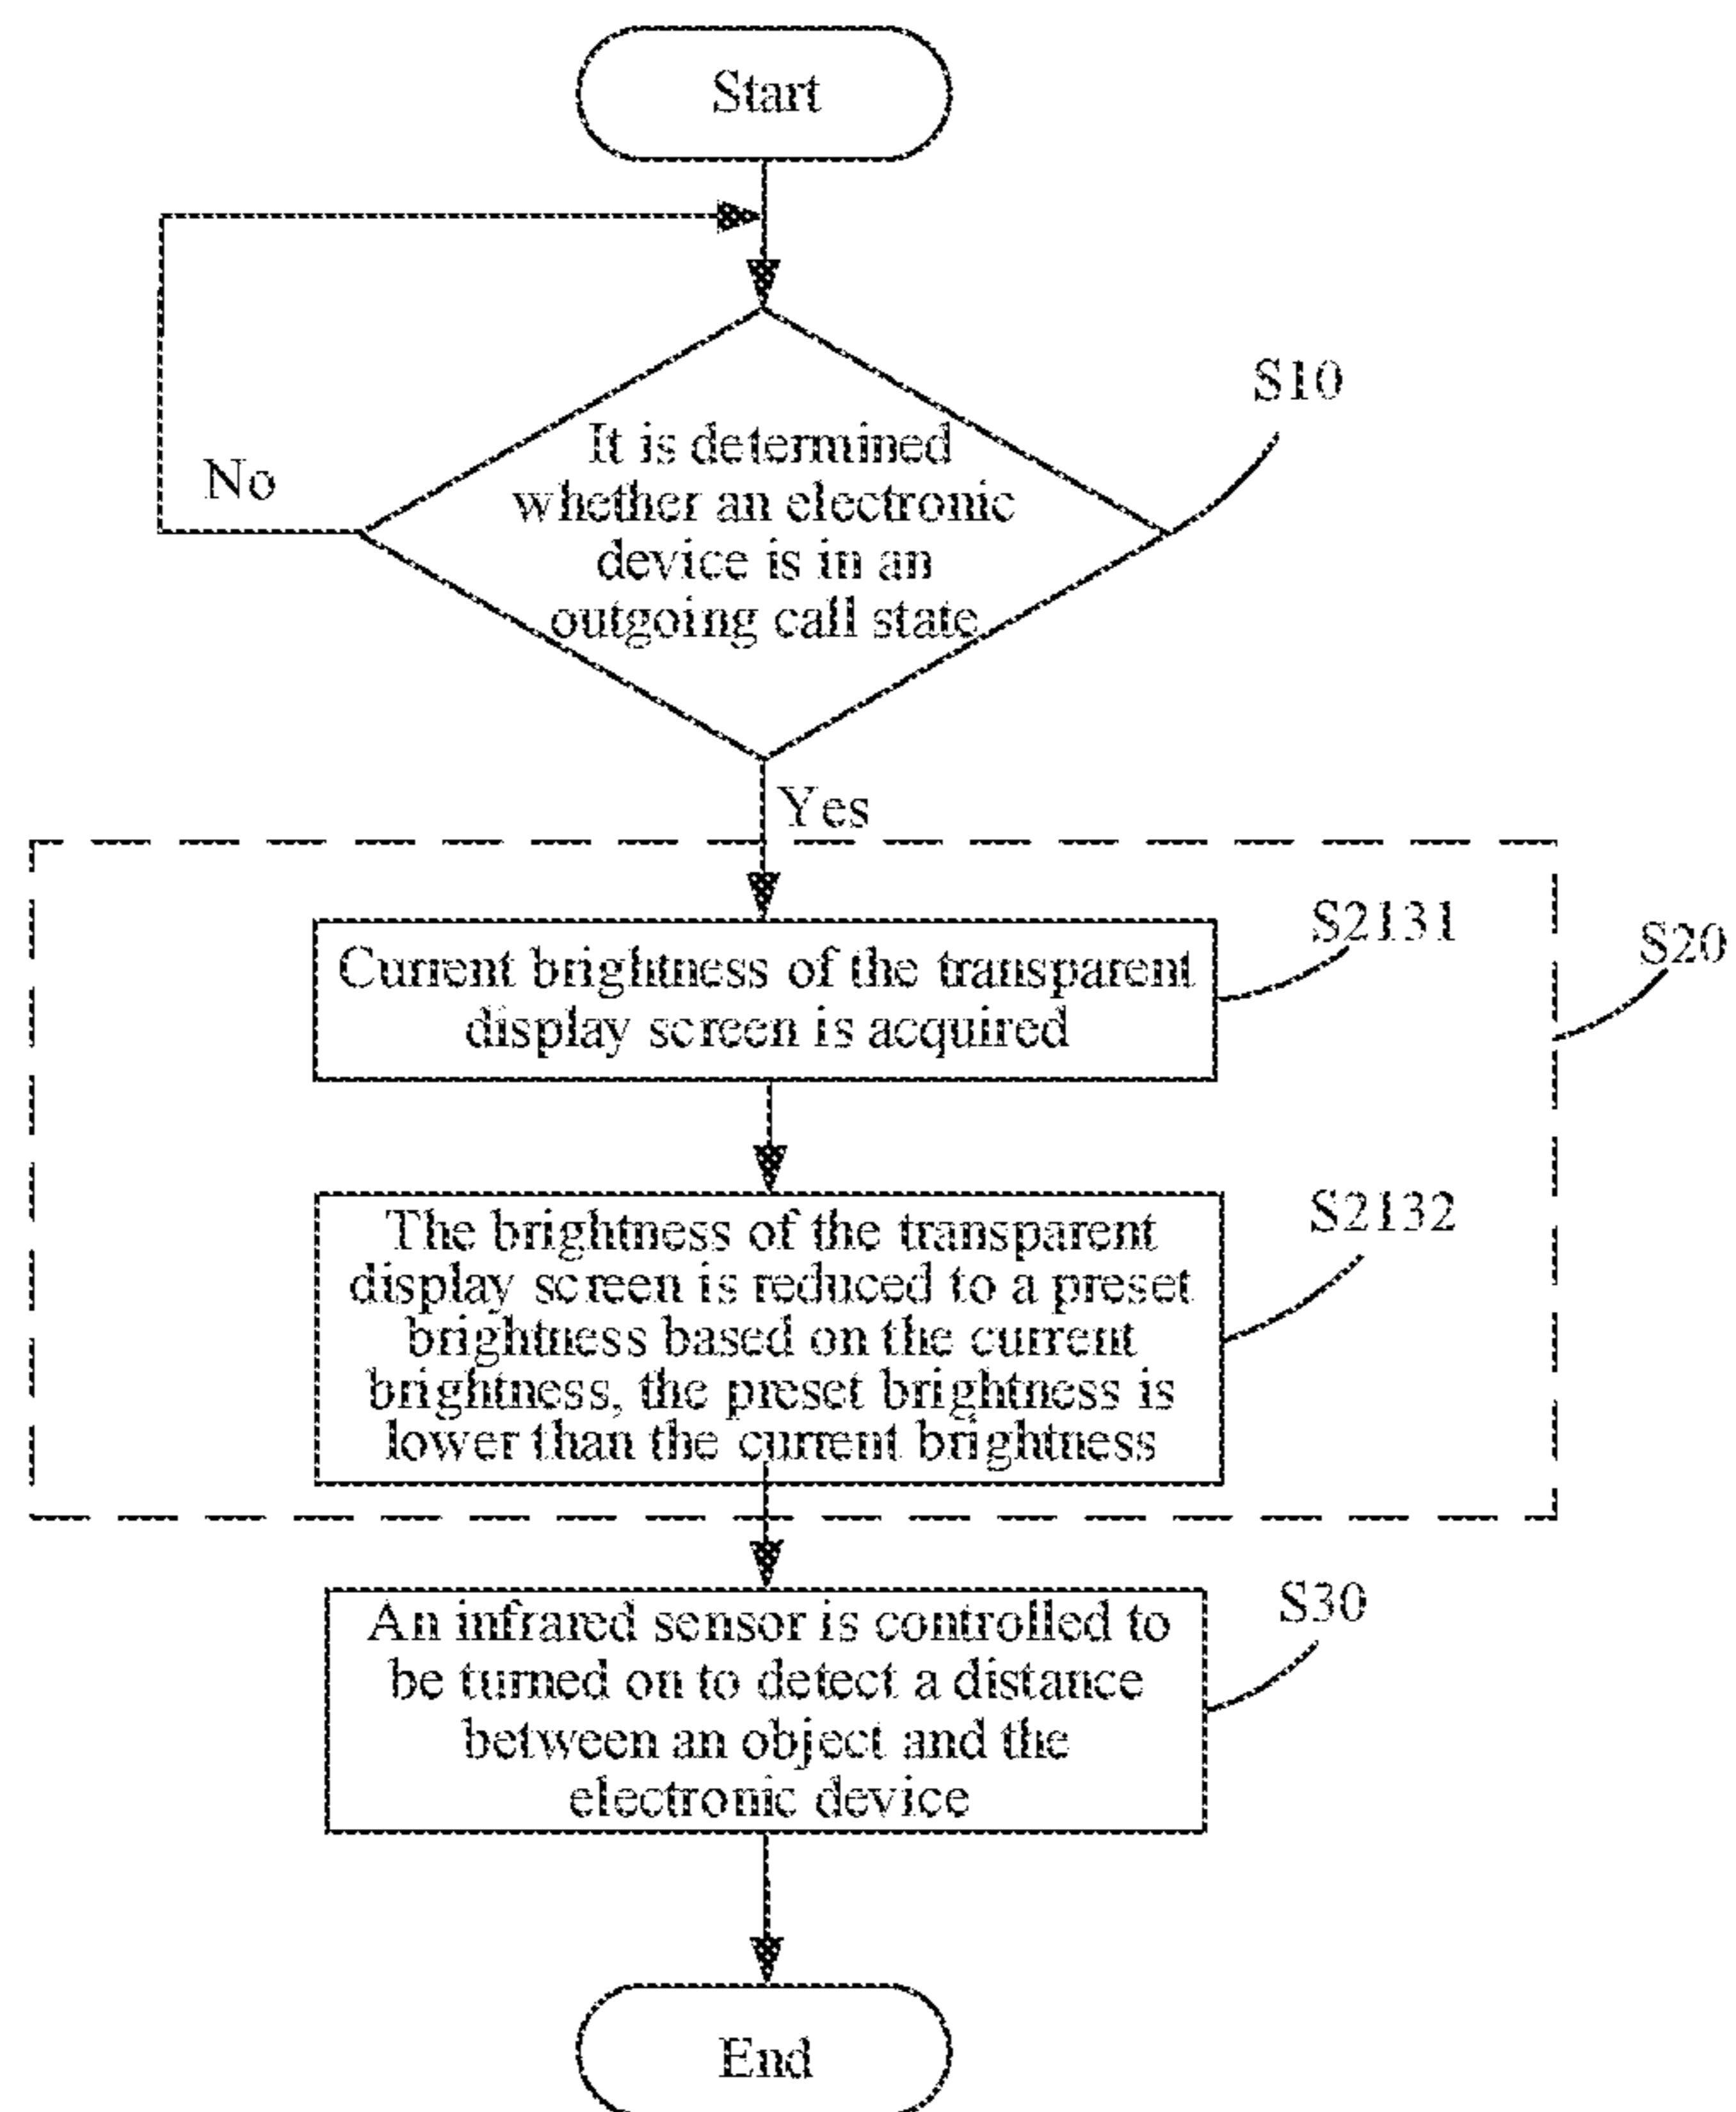 Start
It is determined
whether an electronic
device is in an
outgoing call state
S10
No
Yes
Current brightness of the transparent
display screen is acquired
S2131
S20
The brightness of the transparent
display screen is reduced to a preset
brightness based on the current
brightness, the preset brightness is
lower than the current brightness
S2132
An infrared sensor is controlled to
be turned on to detect a distance
between an object and the
electronic device
S30
End